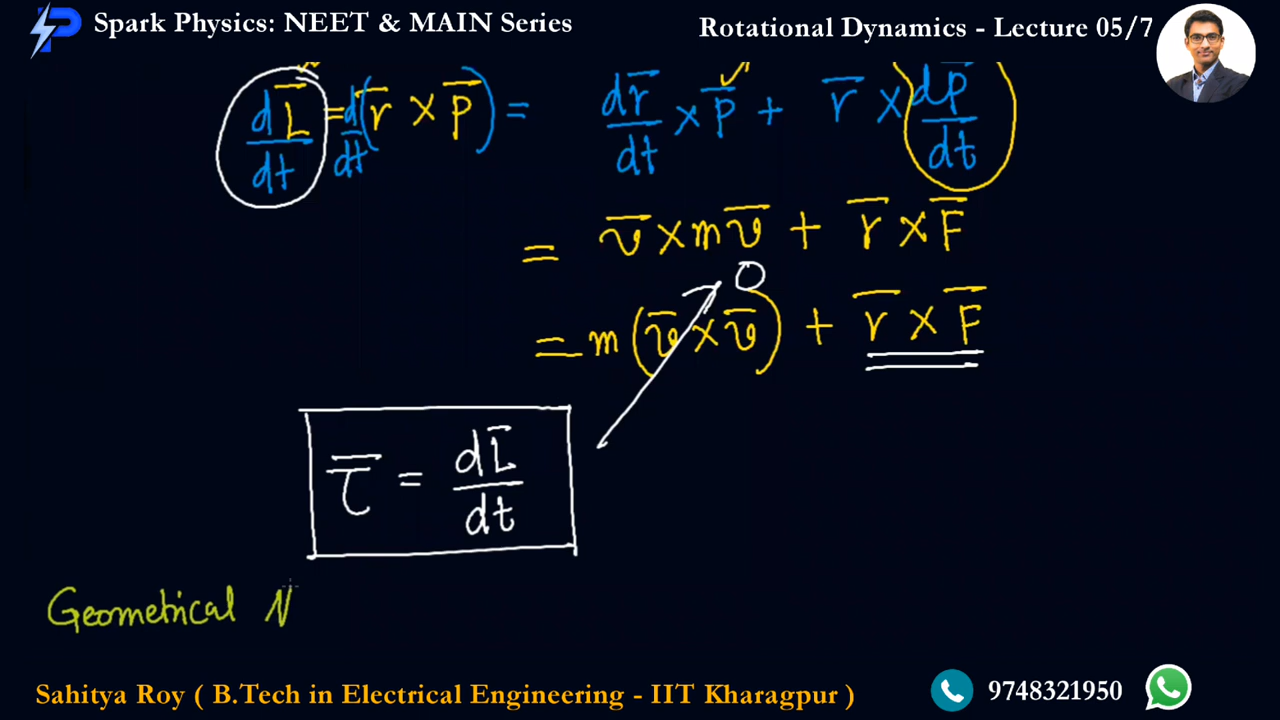 Spark Physics: NEET & MAIN Series
Rotational Dynamics - Lecture 05/7
dL̄/dt = d/dt(r̄ × p̄) = dr̄/dt × p̄ + r̄ × dp̄/dt
= v̄ × mv̄ + r̄ × F̄
0
= m(v̄ × v̄) + r̄ × F̄
τ̄ = dL̄/dt
Geometrical N
Sahitya Roy ( B.Tech in Electrical Engineering - IIT Kharagpur )
9748321950